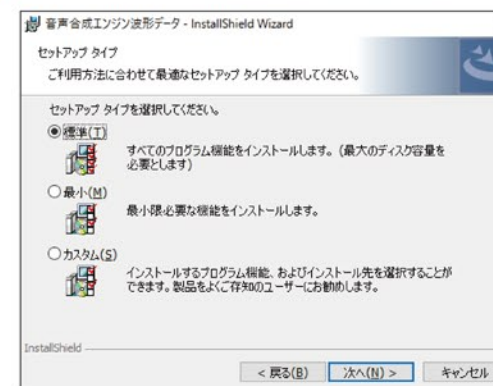 音声合成エンジン波形データ - InstallShield Wizard
セットアップ タイプ
ご利用方法に合わせて最適なセットアップ タイプを選択してください。
セットアップ タイプを選択してください。
標準(T)
すべてのプログラム機能をインストールします。(最大のディスク容量を
必要とします)
最小(M)
最小限必要な機能をインストールします。
カスタム(S)
インストールするプログラム機能、およびインストール先を選択することが
できます。製品をよくご存知のユーザーにお勧めします。
InstallShield
< 戻る(B) 次へ(N) > キャンセル